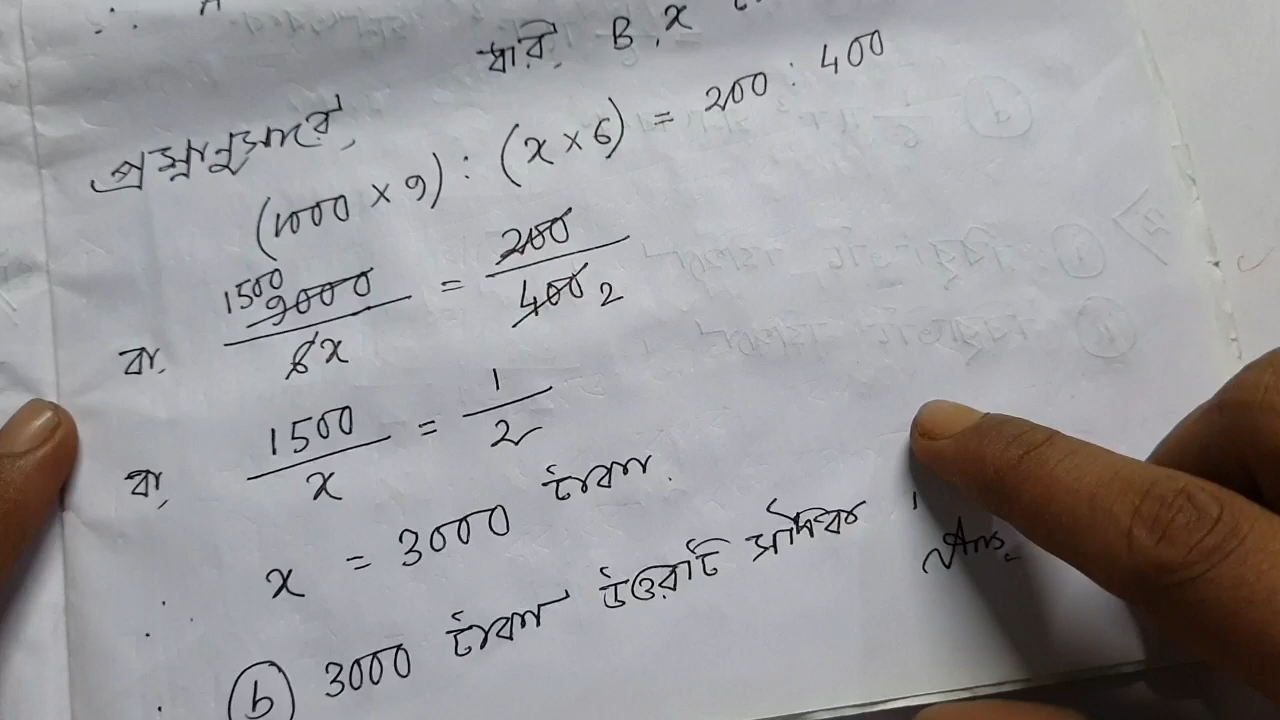 ∴ A
ধরি, B, x
প্রশ্নানুসারে,
(1000 × 9) : (x × 6) = 200 : 400
বা, 1500 9000 / 6x = 200 / 400 2
বা, 1500 / x = 1 / 2
∴ x = 3000 টাকা
∴ (b) 3000 টাকা উত্তরটি সঠিক। Ans.